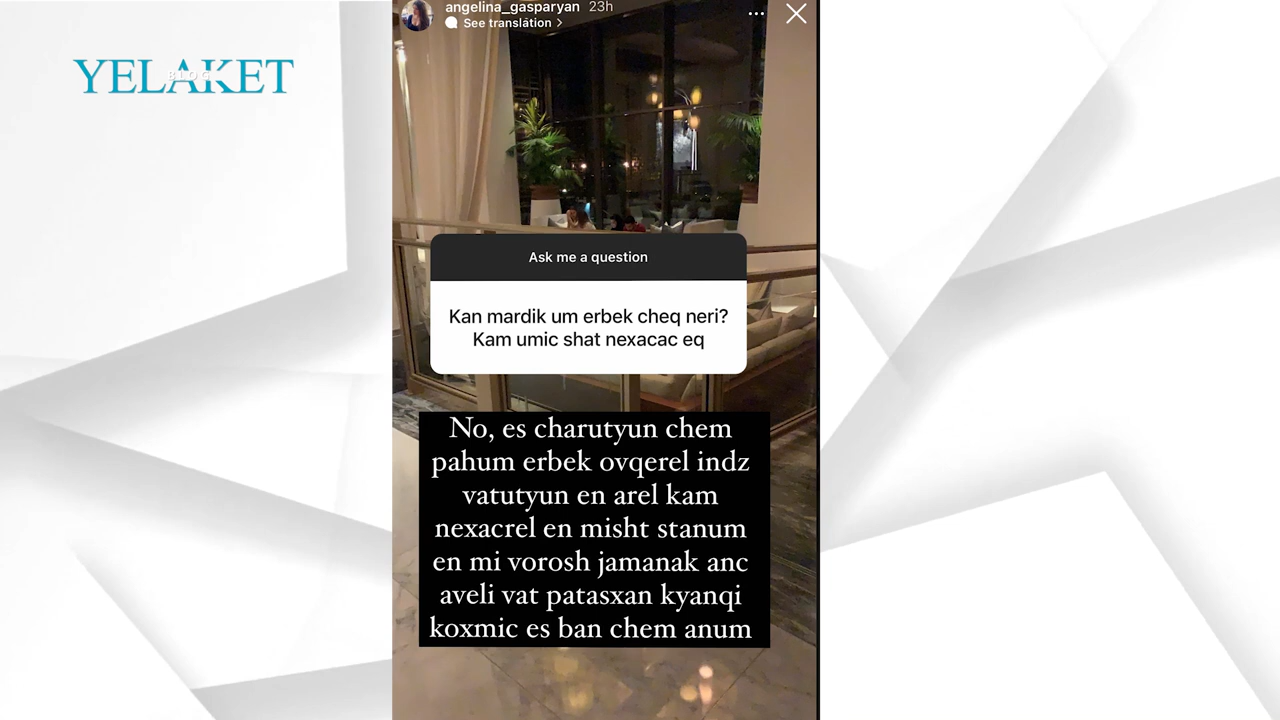 YELAKET
BLOG
angelina_gasparyan 23h
See translation >
Ask me a question
Kan mardik um erbek cheq neri?
Kam umic shat nexacac eq
No, es charutyun chem
pahum erbek ovqerel indz
vatutyun en arel kam
nexacrel en misht stanum
en mi vorosh jamanak anc
aveli vat patasxan kyanqi
koxmic es ban chem anum